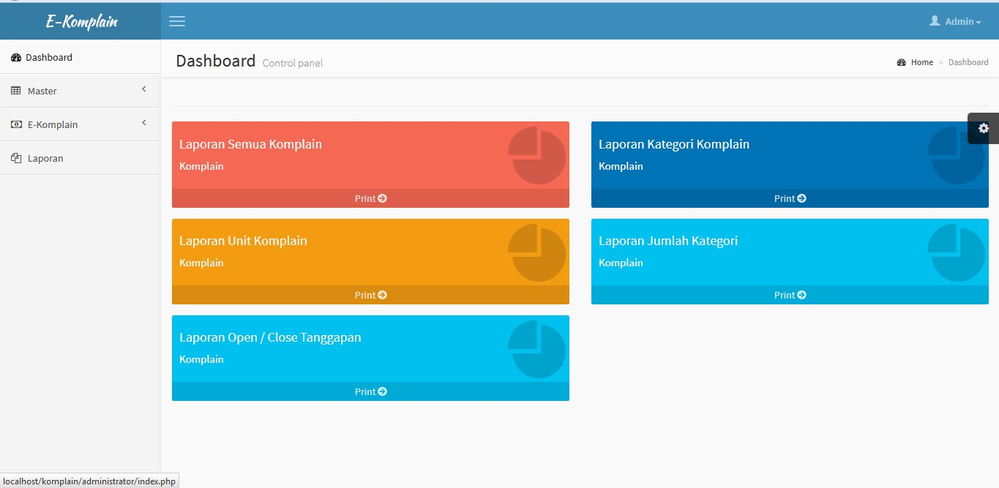 E-Komplain
Admin
Dashboard
Master
E-Komplain
Laporan
Dashboard Control panel
Home > Dashboard
Laporan Semua Komplain
Komplain
Print
Laporan Kategori Komplain
Komplain
Print
Laporan Unit Komplain
Komplain
Print
Laporan Jumlah Kategori
Komplain
Print
Laporan Open / Close Tanggapan
Komplain
Print
localhost/komplain/administrator/index.php